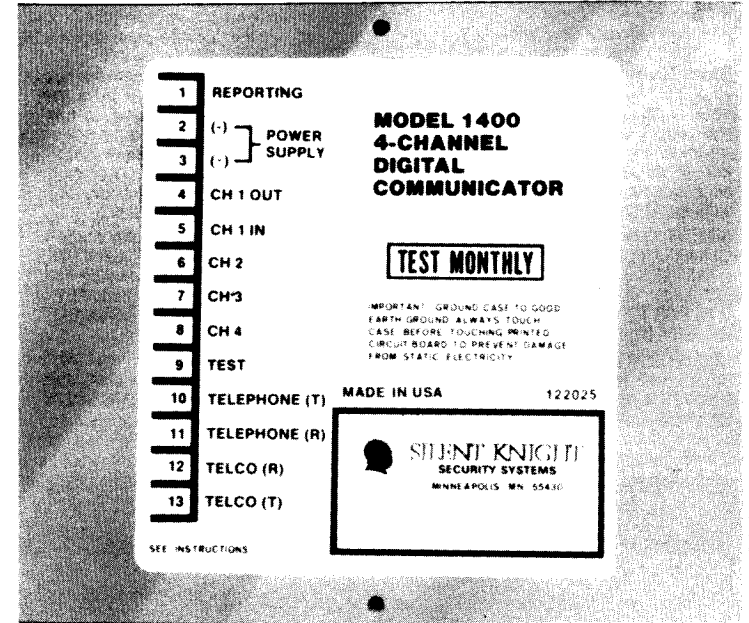 1 REPORTING
2 (-)
3 (-)
POWER
SUPPLY
4 CH 1 OUT
5 CH 1 IN
6 CH 2
7 CH 3
8 CH 4
9 TEST
10 TELEPHONE (T)
11 TELEPHONE (R)
12 TELCO (R)
13 TELCO (T)
SEE INSTRUCTIONS
MODEL 1400
4-CHANNEL
DIGITAL
COMMUNICATOR
TEST MONTHLY
IMPORTANT: GROUND CASE TO GOOD
EARTH GROUND ALWAYS TOUCH
CASE BEFORE TOUCHING PRINTED
CIRCUIT BOARD TO PREVENT DAMAGE
FROM STATIC ELECTRICITY
MADE IN USA 122025
SILENT KNIGHT
SECURITY SYSTEMS
MINNEAPOLIS MN 55430